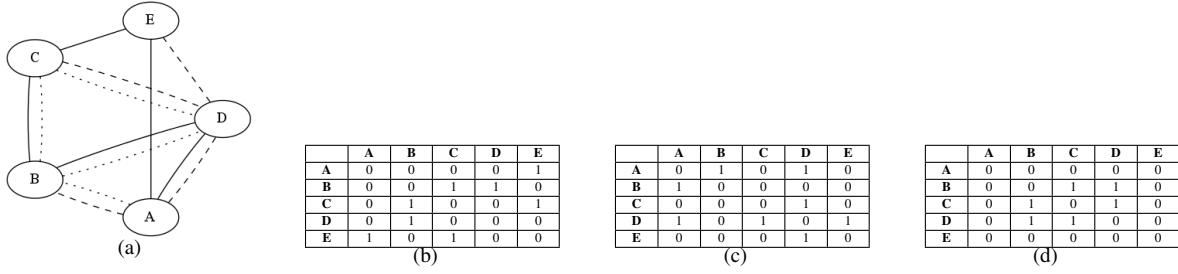 E
C
D
B
A
(a)
A B C D E
A 0 0 0 0 1
B 0 0 1 1 0
C 0 1 0 0 1
D 0 1 0 0 0
E 1 0 1 0 0
(b)
A B C D E
A 0 1 0 1 0
B 1 0 0 0 0
C 0 0 0 1 0
D 1 0 1 0 1
E 0 0 0 1 0
(c)
A B C D E
A 0 0 0 0 0
B 0 0 1 1 0
C 0 1 0 1 0
D 0 1 1 0 0
E 0 0 0 0 0
(d)